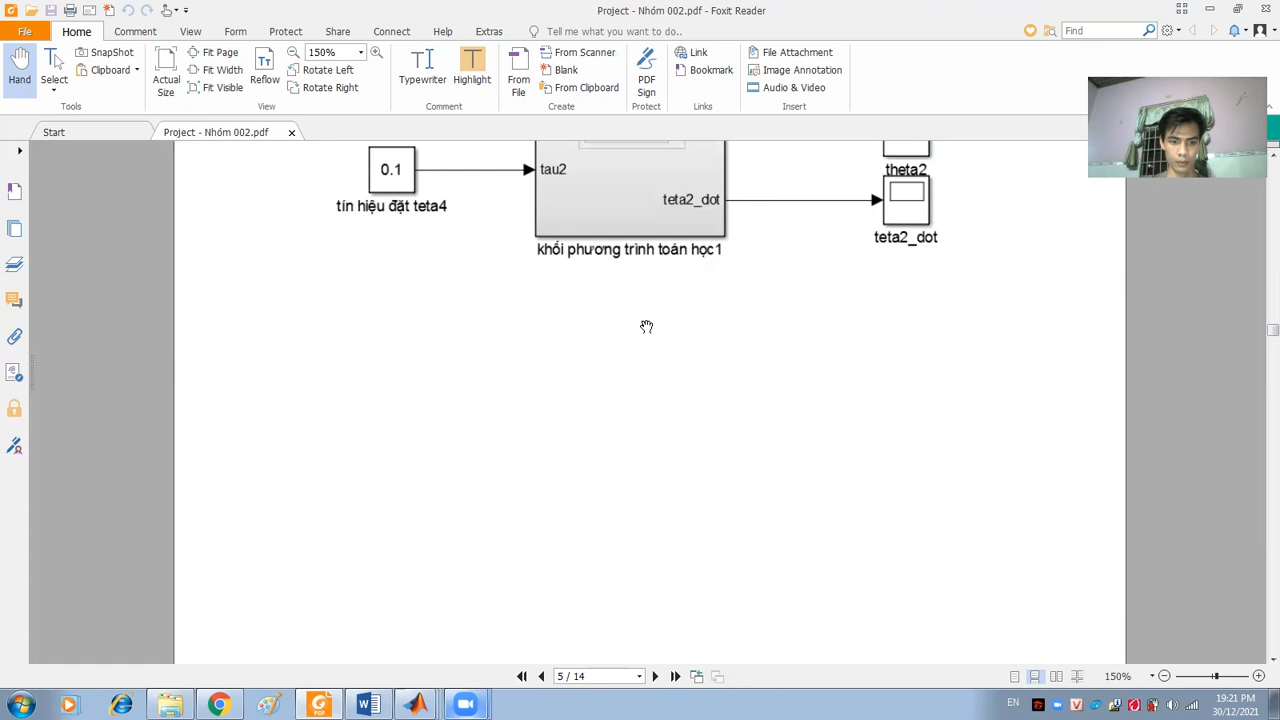 Project - Nhóm 002.pdf - Foxit Reader
File Home Comment View Form Protect Share Connect Help Extras Tell me what you want to do.. Find
Hand
Select
SnapShot
Clipboard
Tools
Actual Size
Fit Page
Fit Width
Fit Visible
Reflow
150%
Rotate Left
Rotate Right
View
Typewriter
Highlight
Comment
From File
From Scanner
Blank
From Clipboard
Create
PDF Sign
Protect
Link
Bookmark
Links
File Attachment
Image Annotation
Audio & Video
Insert
Start Project - Nhóm 002.pdf
0.1
tín hiệu đặt teta4
tau2
teta2_dot
khối phương trình toán học1
theta2
teta2_dot
5 / 14
150%
EN
19:21 PM
30/12/2021